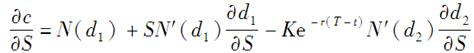 ∂c/∂S = N(d₁) + SN′(d₁) ∂d₁/∂S − Ke^{−r(T−t)} N′(d₂) ∂d₂/∂S